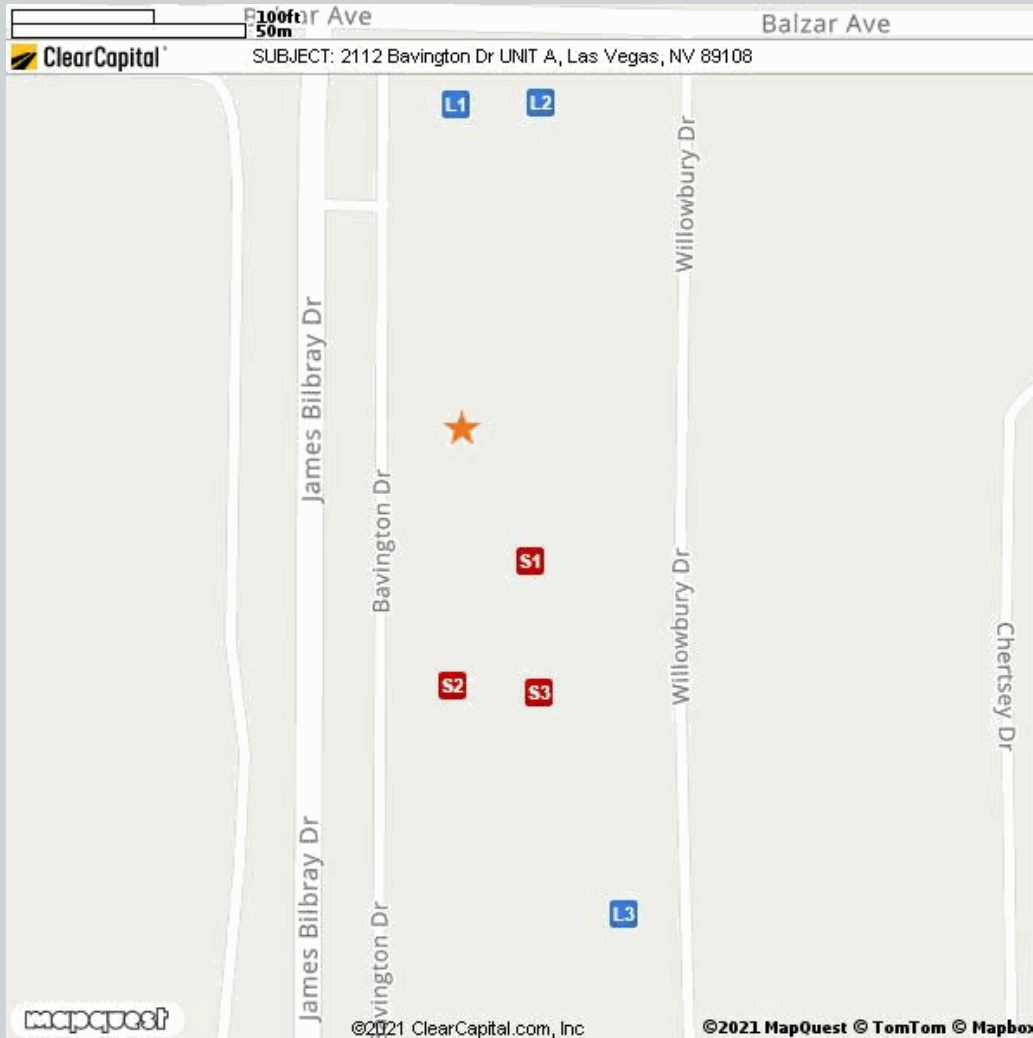 100ft
50m
Balzar Ave
ClearCapital
SUBJECT: 2112 Bavington Dr UNIT A, Las Vegas, NV 89108
L1
L2
Willowbury Dr
James Bilbray Dr
Bavington Dr
S1
Willowbury Dr
S2
S3
Chertsey Dr
James Bilbray Dr
L3
mapquest
©2021 ClearCapital.com, Inc
©2021 MapQuest © TomTom © Mapbox